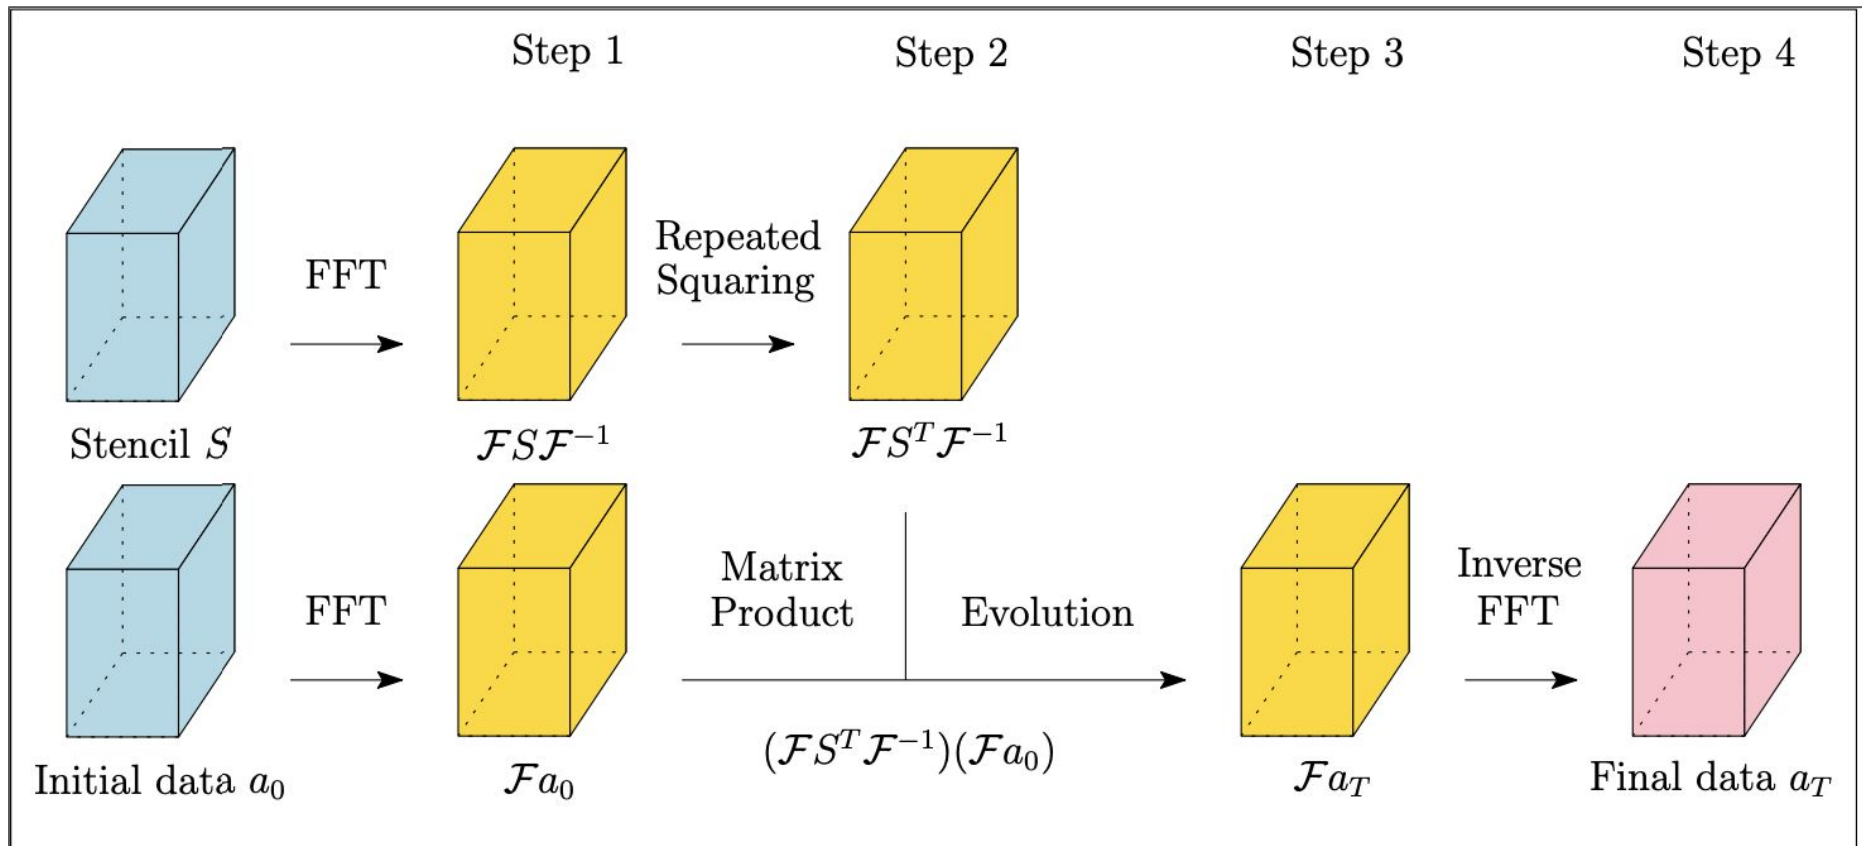 Step 1
Step 2
Step 3
Step 4
FFT
Repeated
Squaring
Stencil S
ℱSℱ⁻¹
ℱSᵀℱ⁻¹
FFT
Matrix
Product
Evolution
Inverse
FFT
Initial data a₀
ℱa₀
(ℱSᵀℱ⁻¹)(ℱa₀)
ℱa_T
Final data a_T